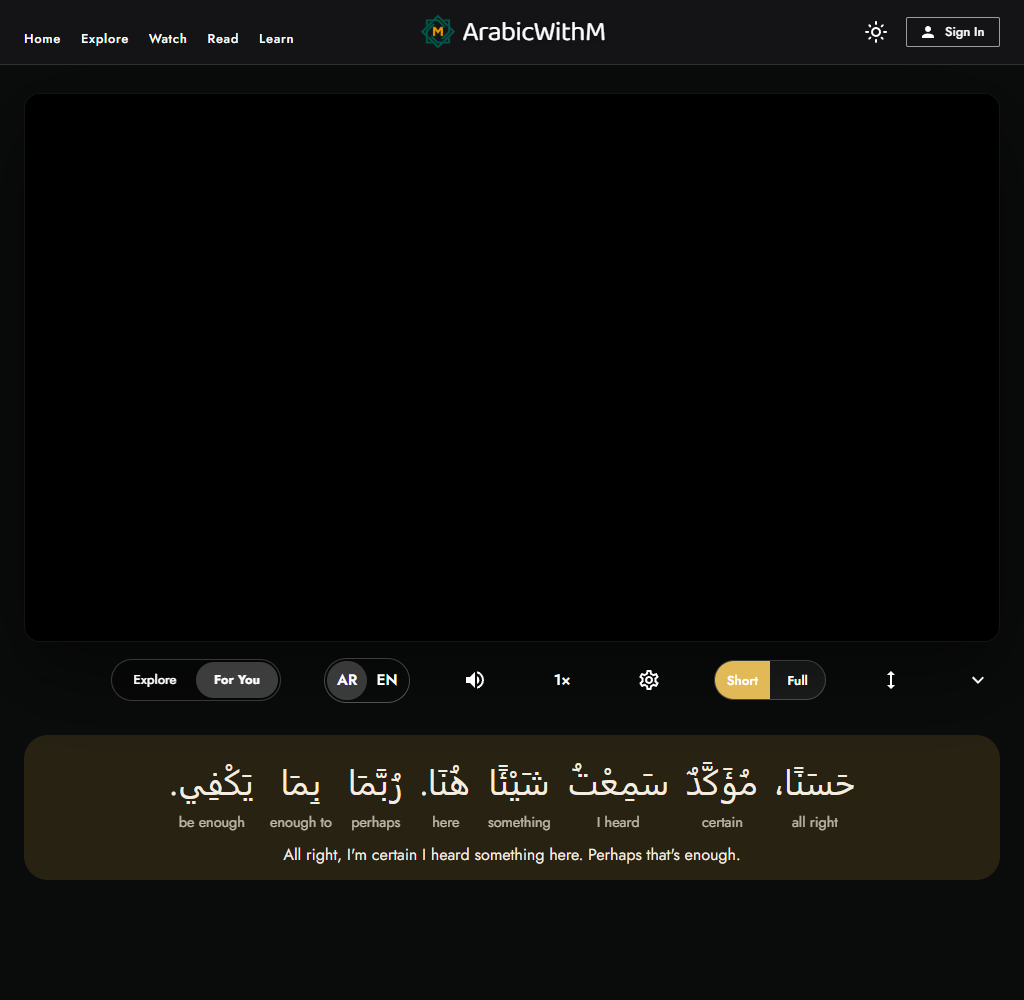 Home Explore Watch Read Learn
M ArabicWithM
Sign In
Explore For You AR EN 1× Short Full
حَسَنًا، مُؤَكَّدٌ سَمِعْتُ شَيْئًا هُنَا. رُبَّمَا بِمَا يَكْفِي.
all right certain I heard something here perhaps enough to be enough
All right, I'm certain I heard something here. Perhaps that's enough.